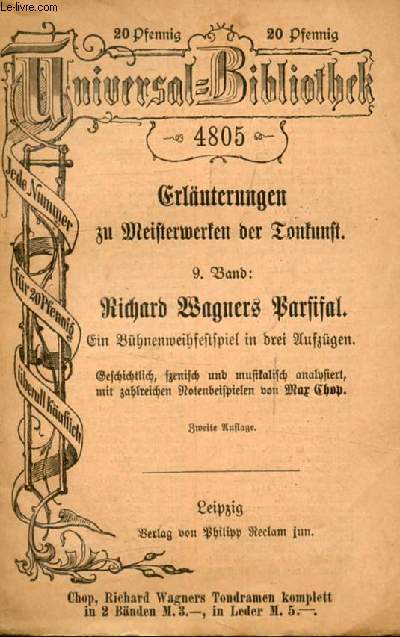 Le-livre.com
20 Pfennig 20 Pfennig
Universal-Bibliothek
4805
Jede Nummer
für 20 Pfennig
überall käuflich
Erläuterungen
zu Meisterwerken der Tonkunst.
9. Band:
Richard Wagners Parsifal.
Ein Bühnenweihfestspiel in drei Aufzügen.
Geschichtlich, szenisch und musikalisch analysiert,
mit zahlreichen Notenbeispielen von Max Chop.
Zweite Auflage.
Leipzig
Verlag von Philipp Reclam jun.
Chop, Richard Wagners Tondramen komplett
in 2 Bänden M. 3.—, in Leder M. 5.—.